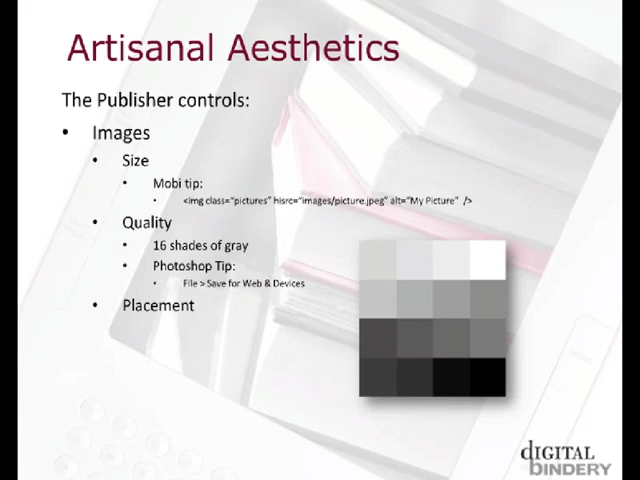 Artisanal Aesthetics
The Publisher controls:
• Images
• Size
• Mobi tip:
• <img class="pictures" hisrc="images/picture.jpeg" alt="My Picture" />
• Quality
• 16 shades of gray
• Photoshop Tip:
• File > Save for Web & Devices
• Placement
DIGITAL
BINDERY